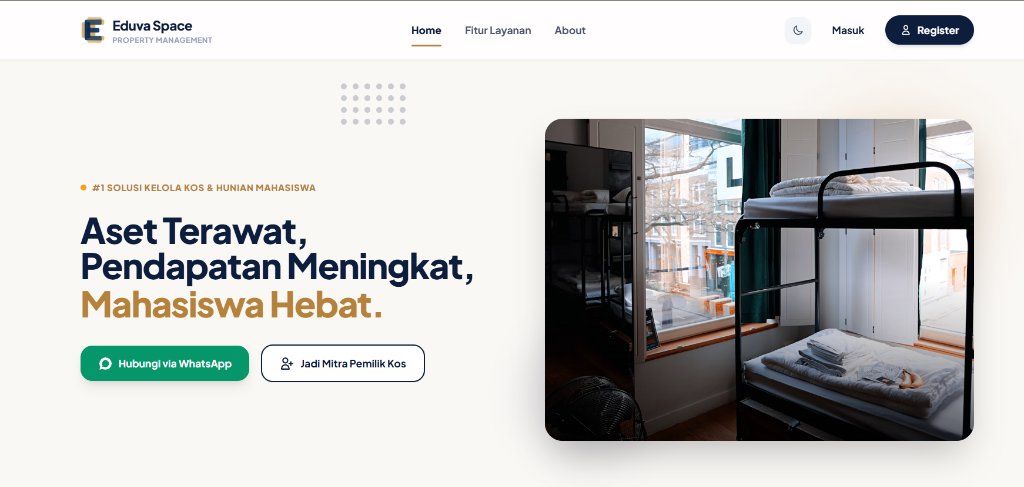 Eduva Space
PROPERTY MANAGEMENT
Home
Fitur Layanan
About
Masuk
Register
#1 SOLUSI KELOLA KOS & HUNIAN MAHASISWA
Aset Terawat,
Pendapatan Meningkat,
Mahasiswa Hebat.
Hubungi via WhatsApp
Jadi Mitra Pemilik Kos